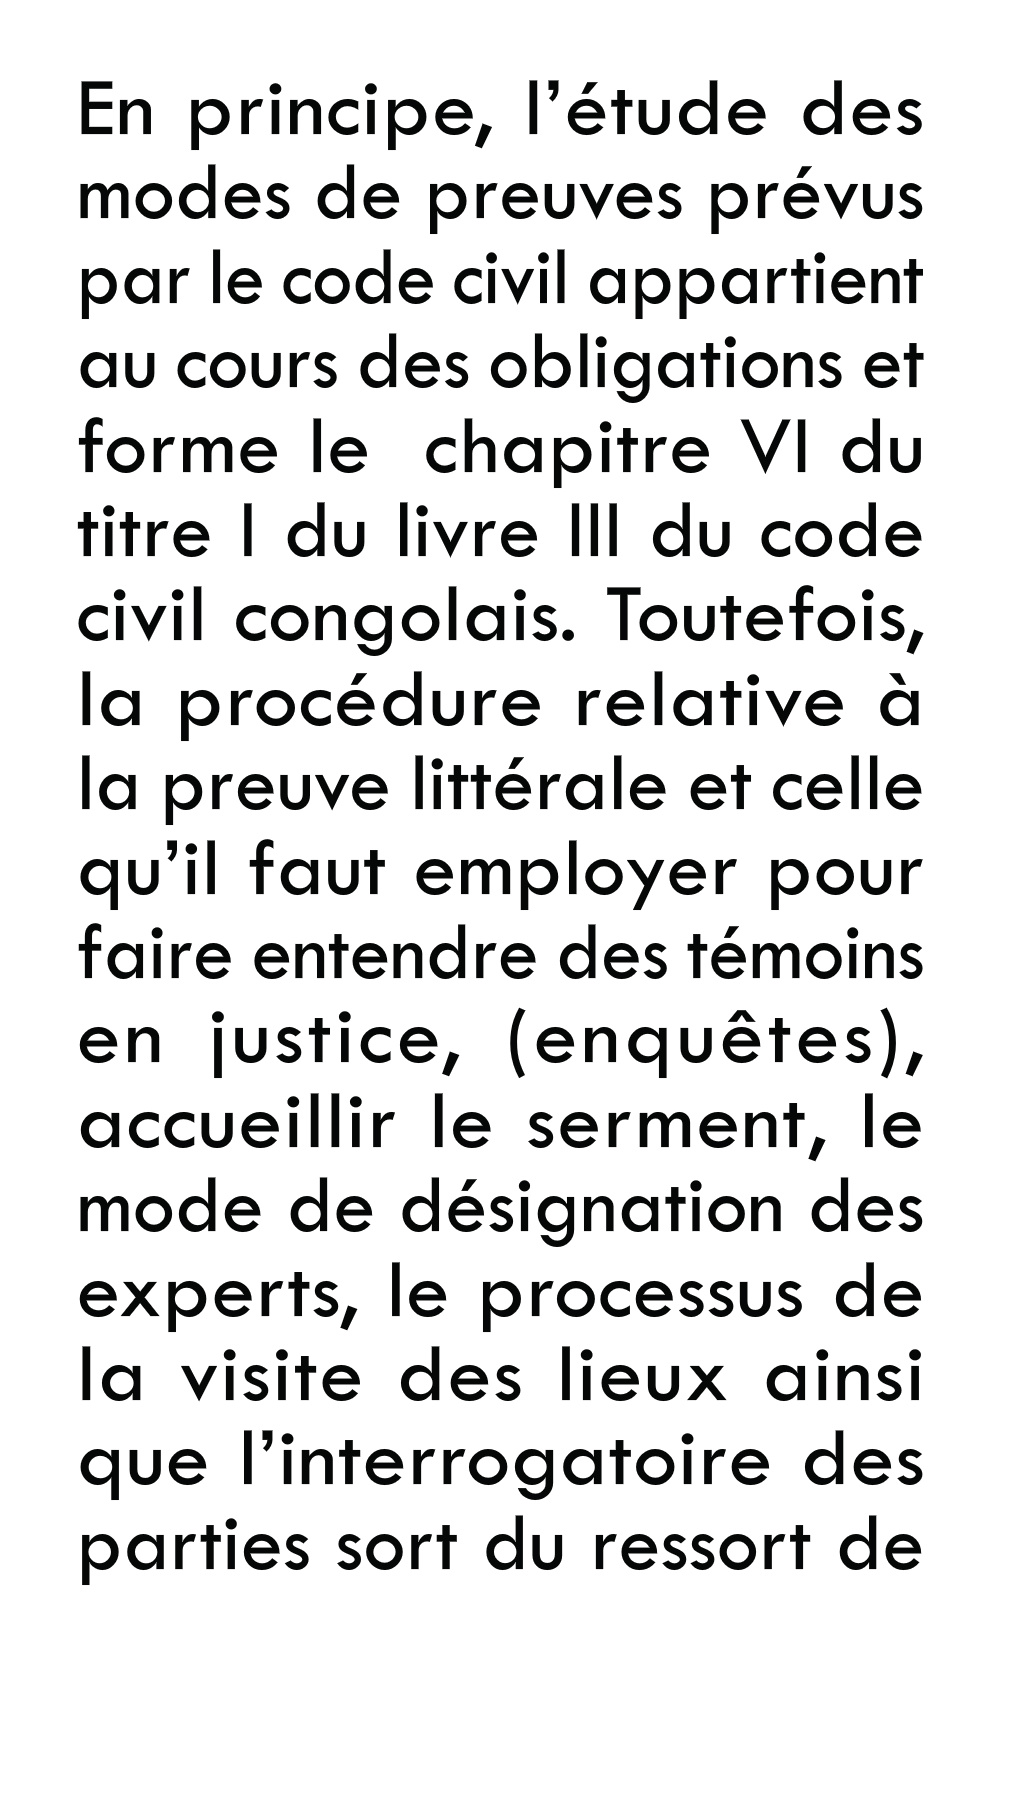 En principe, l’étude des
modes de preuves prévus
par le code civil appartient
au cours des obligations et
forme le  chapitre VI du
titre I du livre III du code
civil congolais. Toutefois,
la procédure relative à
la preuve littérale et celle
qu’il faut employer pour
faire entendre des témoins
en justice, (enquêtes),
accueillir le serment, le
mode de désignation des
experts, le processus de
la visite des lieux ainsi
que l’interrogatoire des
parties sort du ressort de